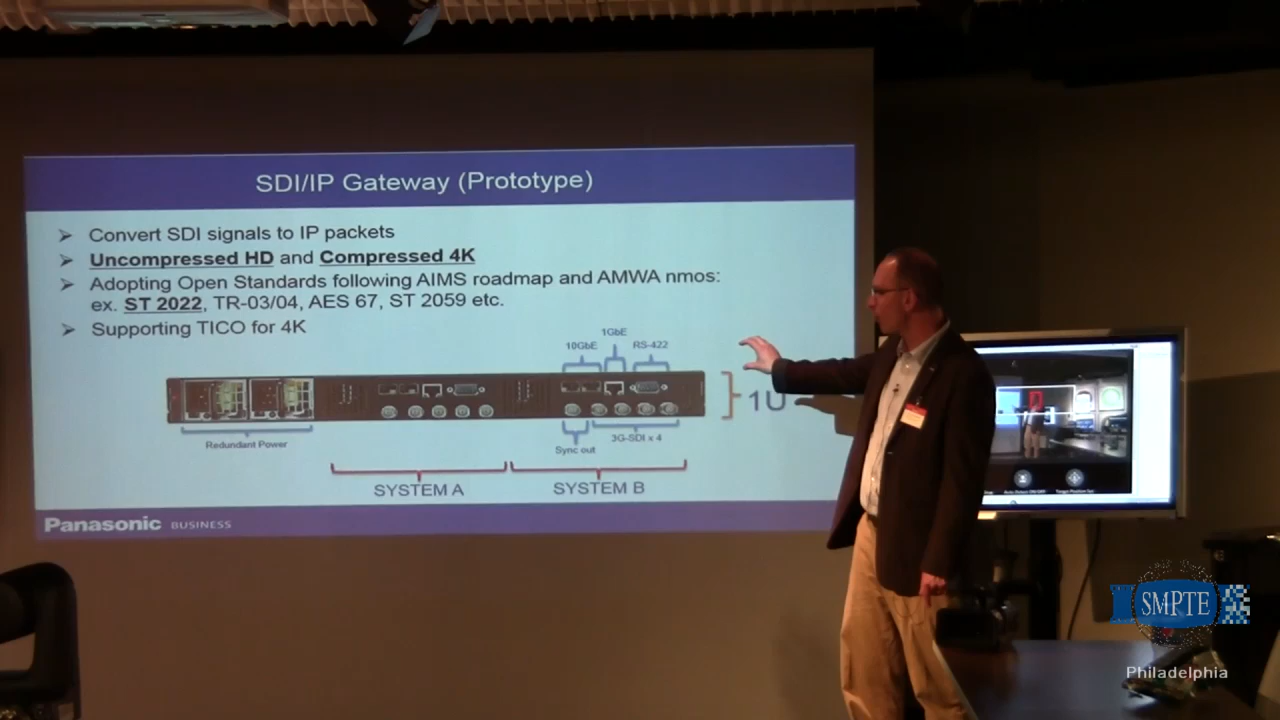 SDI/IP Gateway (Prototype)
Convert SDI signals to IP packets
Uncompressed HD and Compressed 4K
Adopting Open Standards following AIMS roadmap and AMWA nmos:
ex. ST 2022, TR-03/04, AES 67, ST 2059 etc.
Supporting TICO for 4K
1GbE
10GbE
RS-422
1U
Redundant Power
Sync out
3G-SDI x 4
SYSTEM A
SYSTEM B
Panasonic BUSINESS
SMPTE
Philadelphia